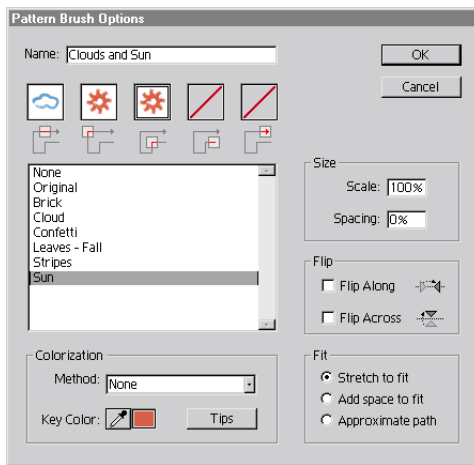 Pattern Brush Options
Name: Clouds and Sun
OK
Cancel
None
Original
Brick
Cloud
Confetti
Leaves - Fall
Stripes
Sun
Size
Scale: 100%
Spacing: 0%
Flip
Flip Along
Flip Across
Colorization
Method: None
Key Color:
Tips
Fit
Stretch to fit
Add space to fit
Approximate path